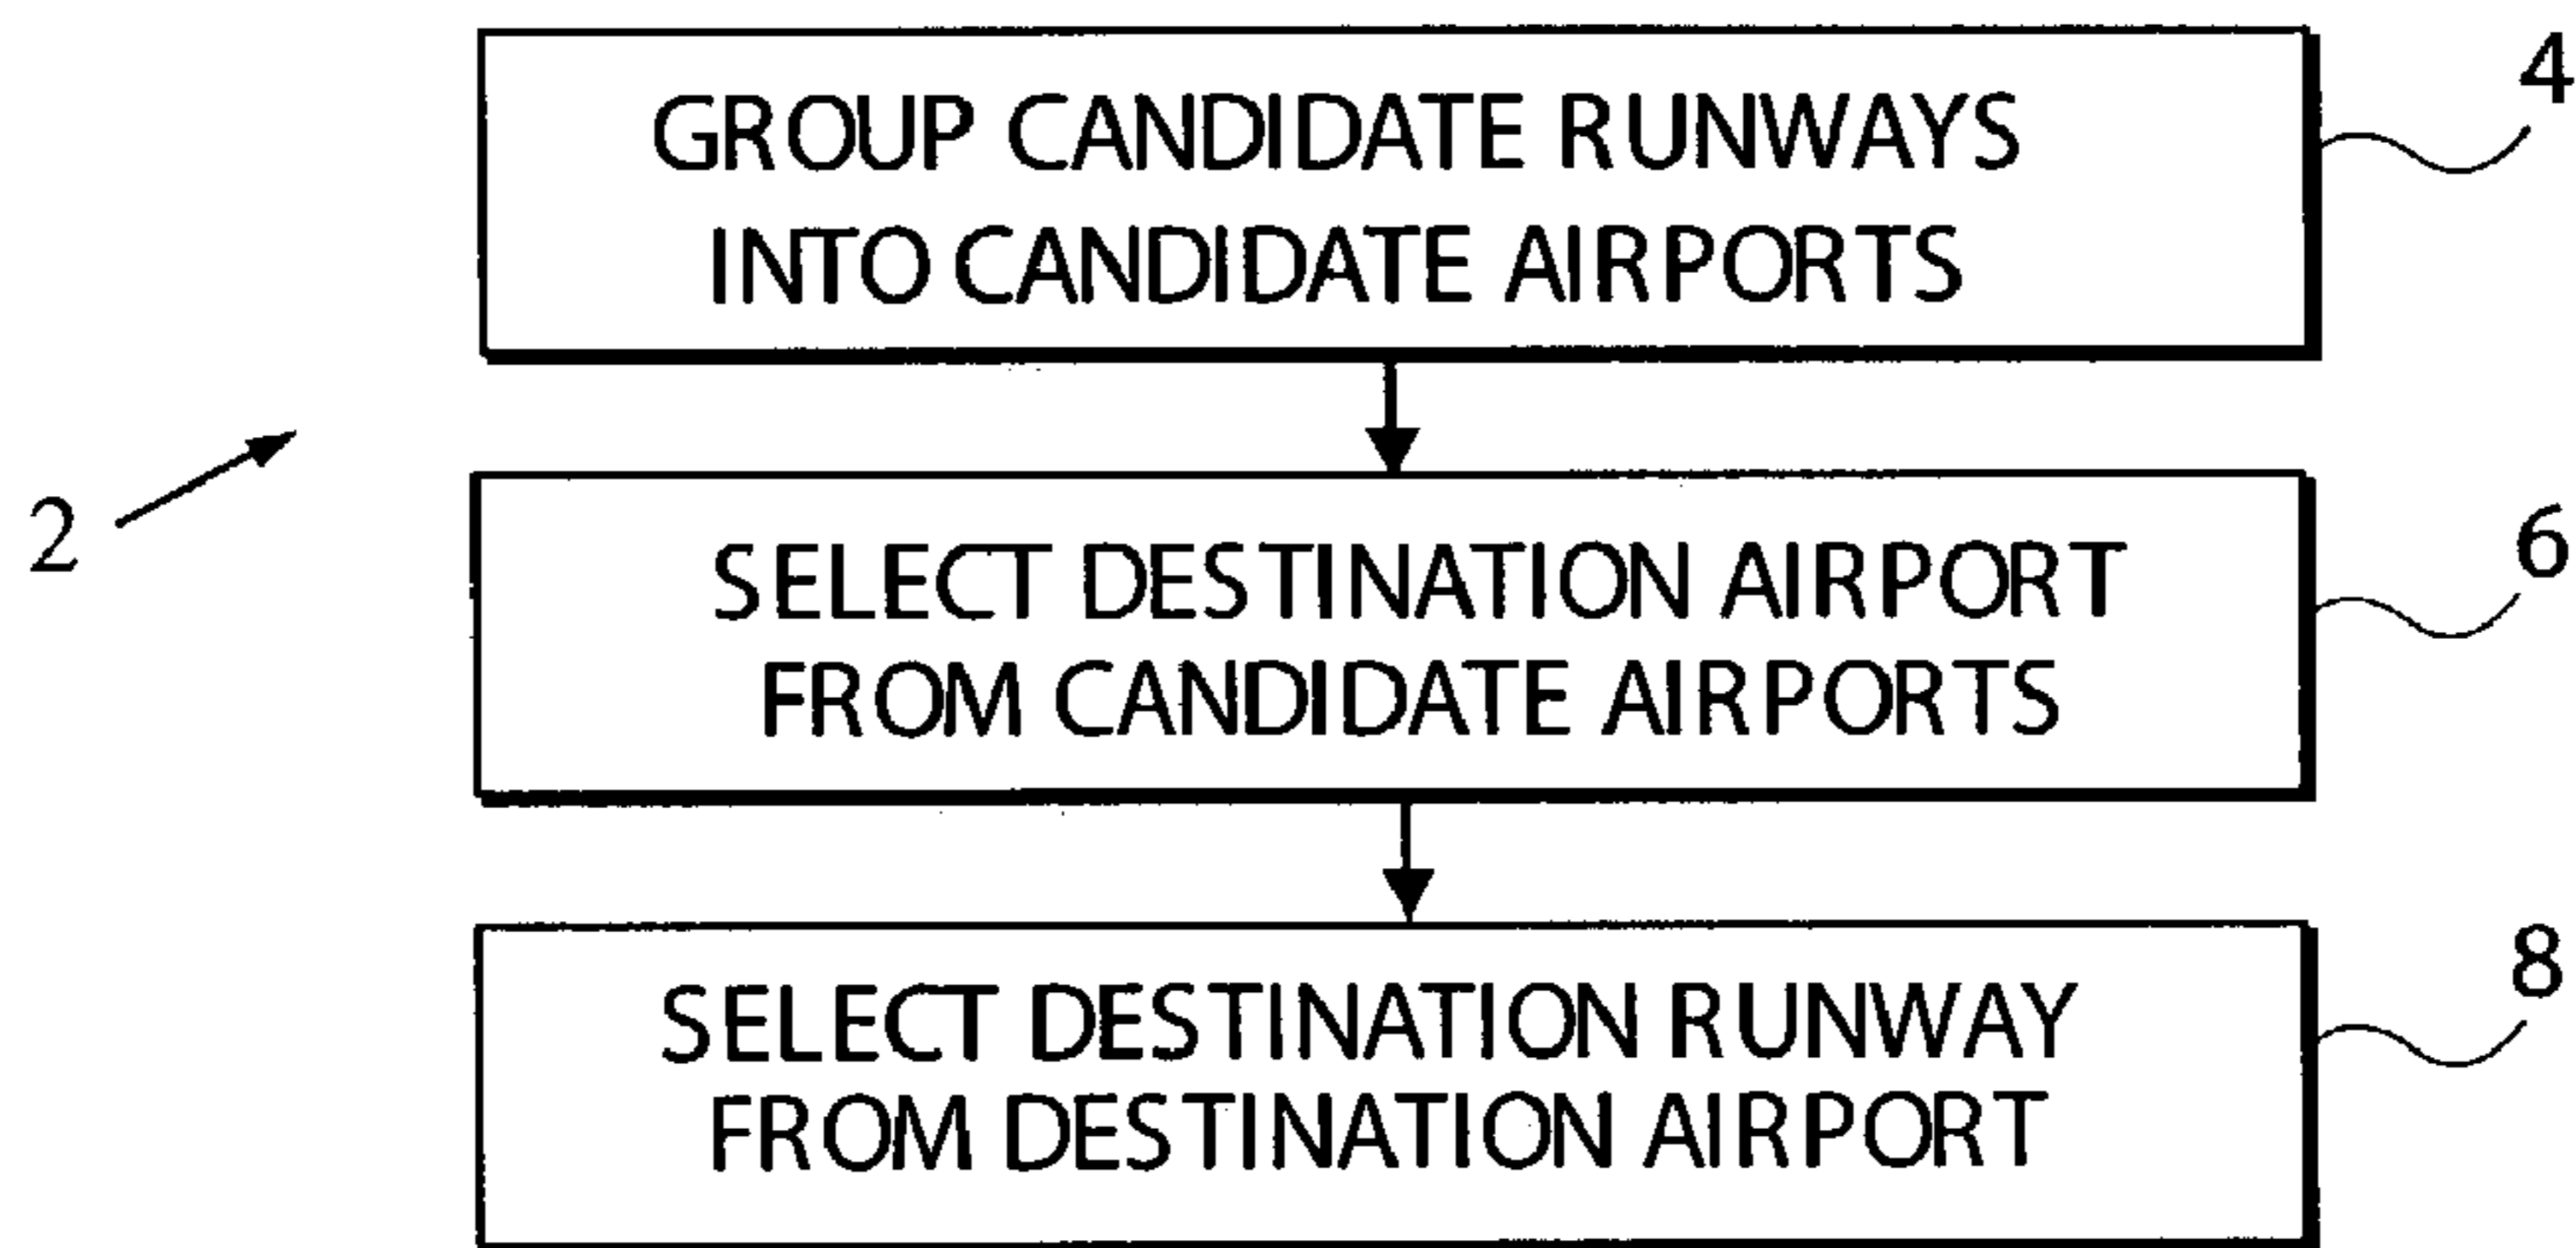 GROUP CANDIDATE RUNWAYS
INTO CANDIDATE AIRPORTS
4
2
SELECT DESTINATION AIRPORT
FROM CANDIDATE AIRPORTS
6
SELECT DESTINATION RUNWAY
FROM DESTINATION AIRPORT
8